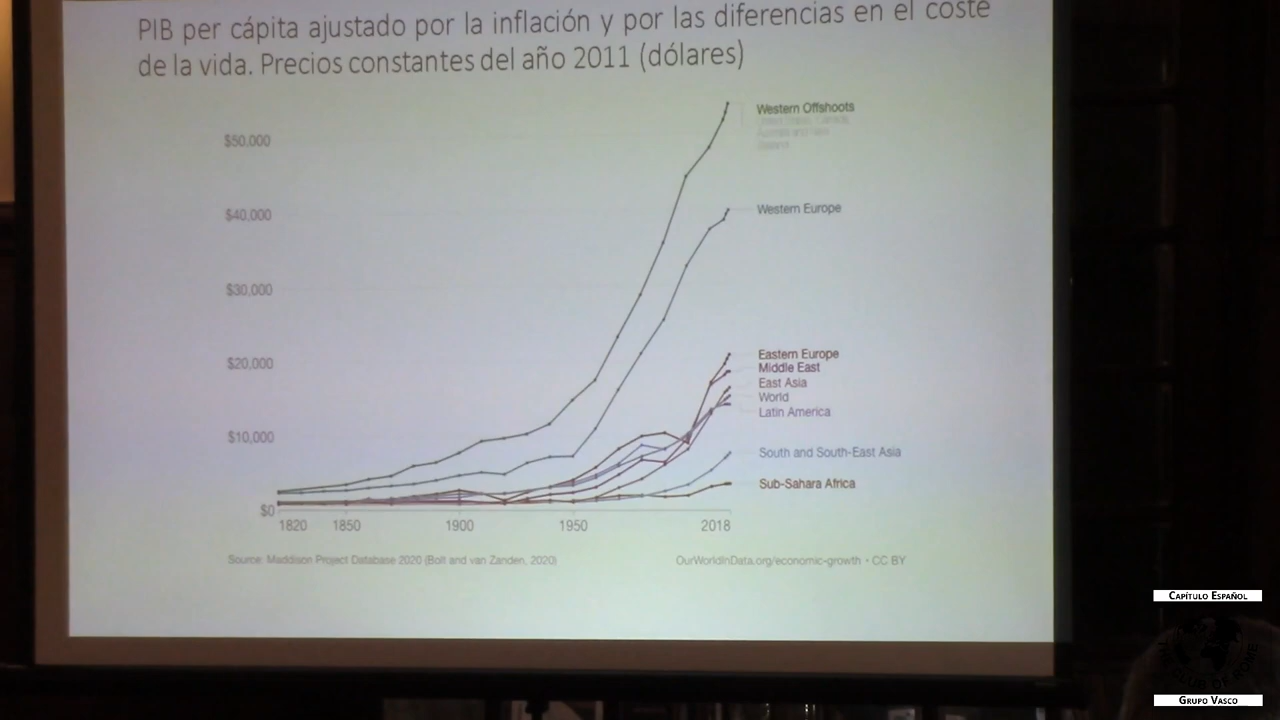 PIB per cápita ajustado por la inflación y por las diferencias en el coste
de la vida. Precios constantes del año 2011 (dólares)
Western Offshoots
$50,000
$40,000
Western Europe
$30,000
$20,000
Eastern Europe
Middle East
East Asia
World
Latin America
$10,000
South and South-East Asia
Sub-Sahara Africa
$0
1820 1850 1900 1950 2018
Source: Maddison Project Database 2020 (Bolt and van Zanden, 2020)
OurWorldInData.org/economic-growth • CC BY
Capítulo Español
Grupo Vasco